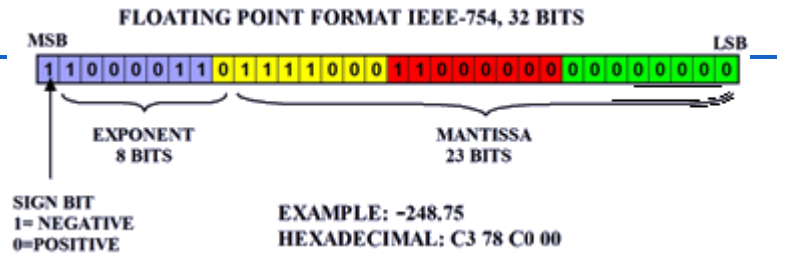 FLOATING POINT FORMAT IEEE-754, 32 BITS
MSB LSB
1 1 0 0 0 0 1 1 0 1 1 1 1 0 0 0 1 1 0 0 0 0 0 0 0 0 0 0 0 0 0 0
EXPONENT MANTISSA
8 BITS 23 BITS
SIGN BIT
1= NEGATIVE
0=POSITIVE
EXAMPLE: -248.75
HEXADECIMAL: C3 78 C0 00